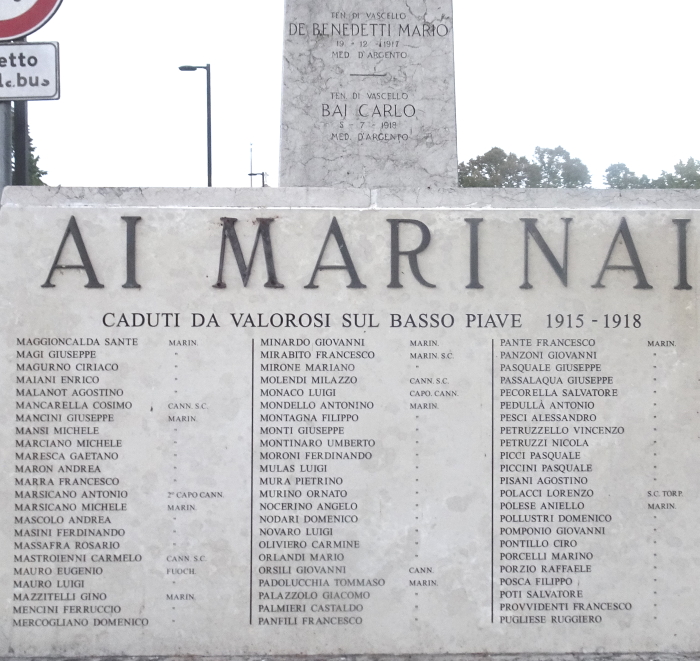 etto
TEN. DI VASCELLO
DE BENEDETTI MARIO
19 - 12 - 1917
MED. D'ARGENTO
TEN. DI VASCELLO
BAI CARLO
5 - 7 - 1918
MED. D'ARGENTO
AI MARINAI
CADUTI DA VALOROSI SUL BASSO PIAVE 1915 - 1918
MAGGIONCALDA SANTE MARIN.
MAGI GIUSEPPE "
MAGURNO CIRIACO "
MAIANI ENRICO "
MALANOT AGOSTINO "
MANCARELLA COSIMO CANN. S.C.
MANCINI GIUSEPPE MARIN.
MANSI MICHELE "
MARCIANO MICHELE "
MARESCA GAETANO "
MARON ANDREA "
MARRA FRANCESCO "
MARSICANO ANTONIO 2° CAPO CANN.
MARSICANO MICHELE MARIN.
MASCOLO ANDREA "
MASINI FERDINANDO "
MASSAFRA ROSARIO "
MASTROIENNI CARMELO CANN. S.C.
MAURO EUGENIO FUOCH.
MAURO LUIGI "
MAZZITELLI GINO MARIN.
MENCINI FERRUCCIO "
MERCOGLIANO DOMENICO "
MINARDO GIOVANNI MARIN.
MIRABITO FRANCESCO MARIN. S.C.
MIRONE MARIANO "
MOLENDI MILAZZO CANN. S.C.
MONACO LUIGI CAPO. CANN.
MONDELLO ANTONINO MARIN.
MONTAGNA FILIPPO "
MONTI GIUSEPPE "
MONTINARO UMBERTO "
MORONI FERDINANDO "
MULAS LUIGI "
MURA PIETRINO "
MURINO ORNATO "
NOCERINO ANGELO "
NODARI DOMENICO "
NOVARO LUIGI "
OLIVIERO CARMINE "
ORLANDI MARIO "
ORSILI GIOVANNI CANN.
PADOLUCCHIA TOMMASO MARIN.
PALAZZOLO GIACOMO "
PALMIERI CASTALDO "
PANFILI FRANCESCO "
PANTE FRANCESCO MARIN.
PANZONI GIOVANNI "
PASQUALE GIUSEPPE "
PASSALAQUA GIUSEPPE "
PECORELLA SALVATORE "
PEDULLÀ ANTONIO "
PESCI ALESSANDRO "
PETRUZZELLO VINCENZO "
PETRUZZI NICOLA "
PICCI PASQUALE "
PICCINI PASQUALE "
PISANI AGOSTINO "
POLACCI LORENZO S.C. TORP.
POLESE ANIELLO MARIN.
POLLUSTRI DOMENICO "
POMPONIO GIOVANNI "
PONTILLO CIRO "
PORCELLI MARINO "
PORZIO RAFFAELE "
POSCA FILIPPO "
POTI SALVATORE "
PROVVIDENTI FRANCESCO "
PUGLIESE RUGGIERO "